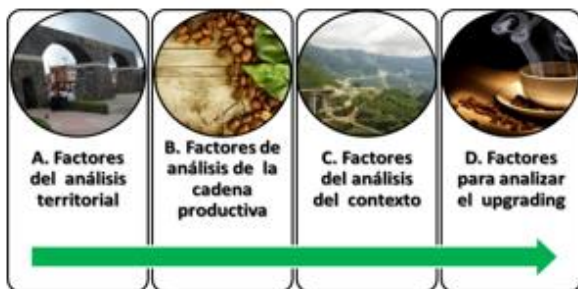 A. Factores
del análisis
territorial
B. Factores de
análisis de la
cadena
productiva
C. Factores
del análisis
del contexto
D. Factores
para analizar
el upgrading